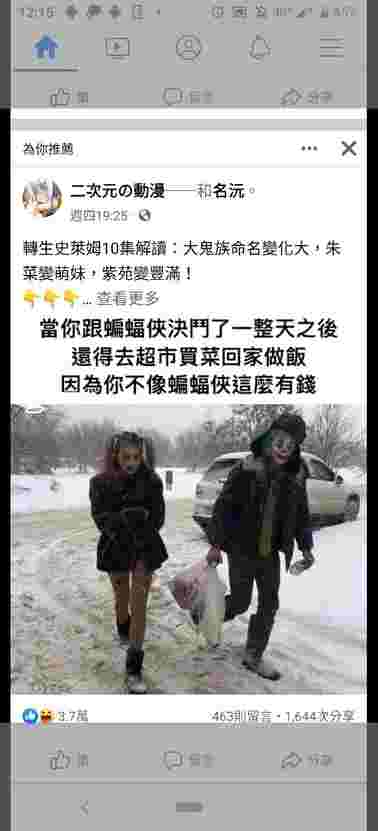 12:15
讚
留言
分享
為你推薦
二次元の動漫──和名沅。
週四19:25
轉生史萊姆10集解讀：大鬼族命名變化大，朱
菜變萌妹，紫苑變豐滿！
👇👇👇... 查看更多
當你跟蝙蝠俠決鬥了一整天之後
還得去超市買菜回家做飯
因為你不像蝙蝠俠這麼有錢
3.7萬
463則留言・1,644次分享
讚
留言
分享